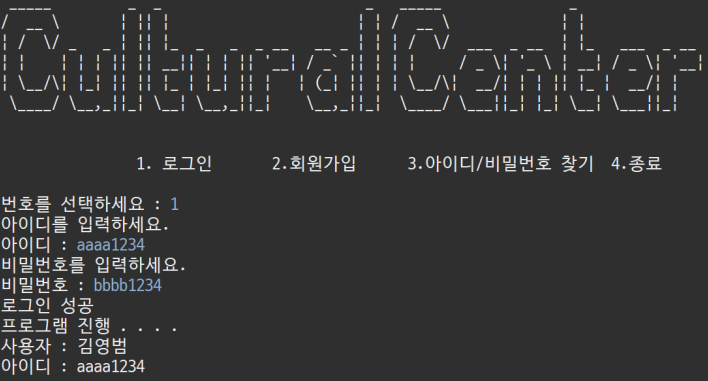 CulturalCenter
1. 로그인 2.회원가입 3.아이디/비밀번호 찾기 4.종료
번호를 선택하세요 : 1
아이디를 입력하세요.
아이디 : aaaa1234
비밀번호를 입력하세요.
비밀번호 : bbbb1234
로그인 성공
프로그램 진행 . . . .
사용자 : 김영범
아이디 : aaaa1234